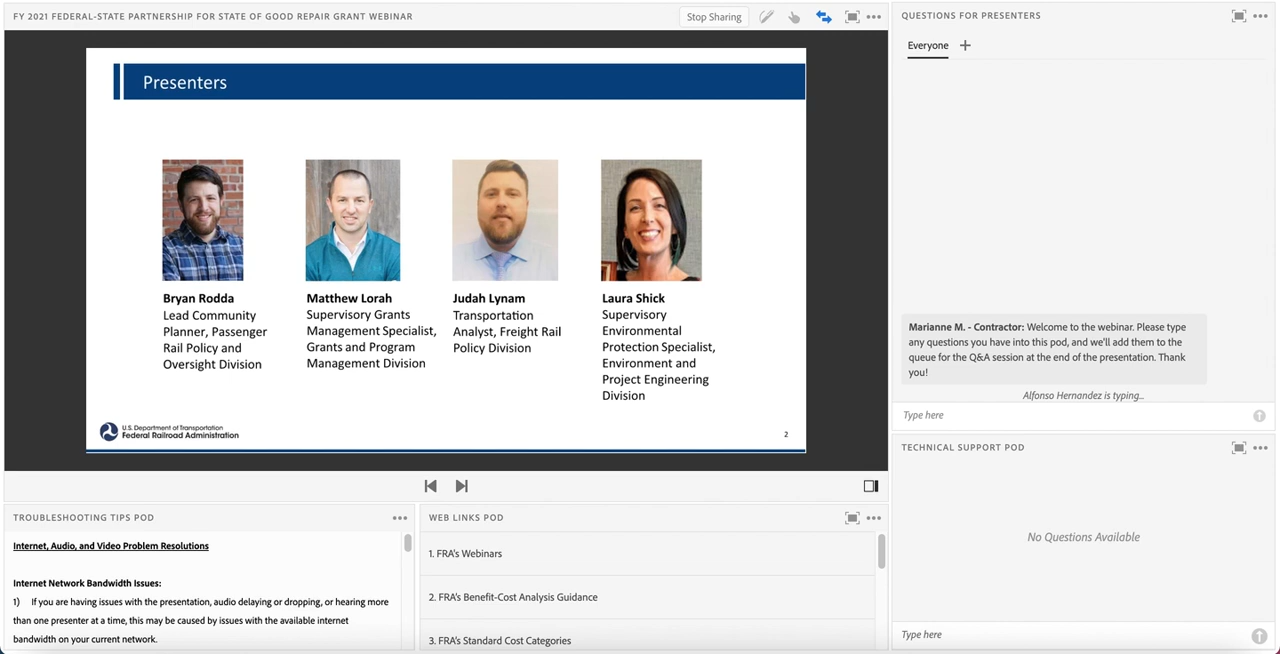 FY 2021 FEDERAL-STATE PARTNERSHIP FOR STATE OF GOOD REPAIR GRANT WEBINAR
Stop Sharing
Presenters
Bryan Rodda
Lead Community
Planner, Passenger
Rail Policy and
Oversight Division
Matthew Lorah
Supervisory Grants
Management Specialist,
Grants and Program
Management Division
Judah Lynam
Transportation
Analyst, Freight Rail
Policy Division
Laura Shick
Supervisory
Environmental
Protection Specialist,
Environment and
Project Engineering
Division
U.S. Department of Transportation
Federal Railroad Administration
2
QUESTIONS FOR PRESENTERS
Everyone
Marianne M. - Contractor: Welcome to the webinar. Please type
any questions you have into this pod, and we'll add them to the
queue for the Q&A session at the end of the presentation. Thank
you!
Alfonso Hernandez is typing...
Type here
TECHNICAL SUPPORT POD
No Questions Available
Type here
TROUBLESHOOTING TIPS POD
Internet, Audio, and Video Problem Resolutions
Internet Network Bandwidth Issues:
1) If you are having issues with the presentation, audio delaying or dropping, or hearing more
than one presenter at a time, this may be caused by issues with the available internet
bandwidth on your current network.
WEB LINKS POD
1. FRA's Webinars
2. FRA's Benefit-Cost Analysis Guidance
3. FRA's Standard Cost Categories